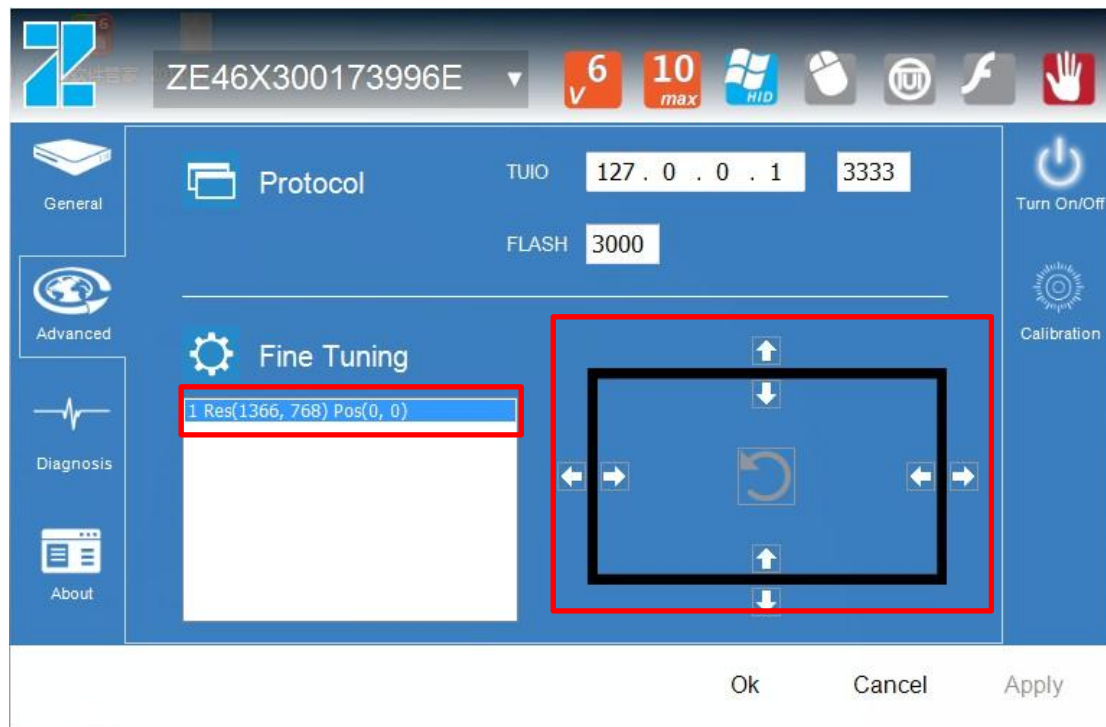 ZE46X300173996E
6
V
10
max
HID
General
Protocol
TUIO 127 . 0 . 0 . 1 3333
Turn On/Off
FLASH 3000
Advanced
Fine Tuning
Calibration
1 Res(1366, 768) Pos(0, 0)
Diagnosis
About
Ok Cancel Apply